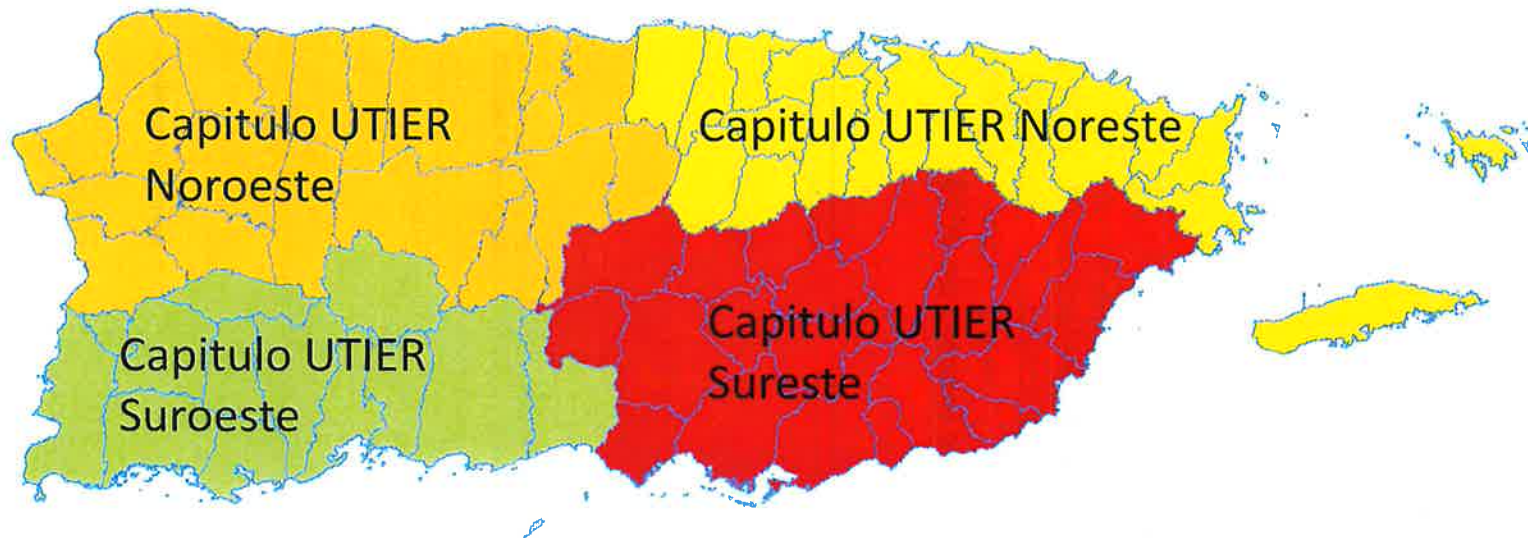 Capitulo UTIER
Noroeste
Capitulo UTIER Noreste
Capitulo UTIER
Suroeste
Capitulo UTIER
Sureste